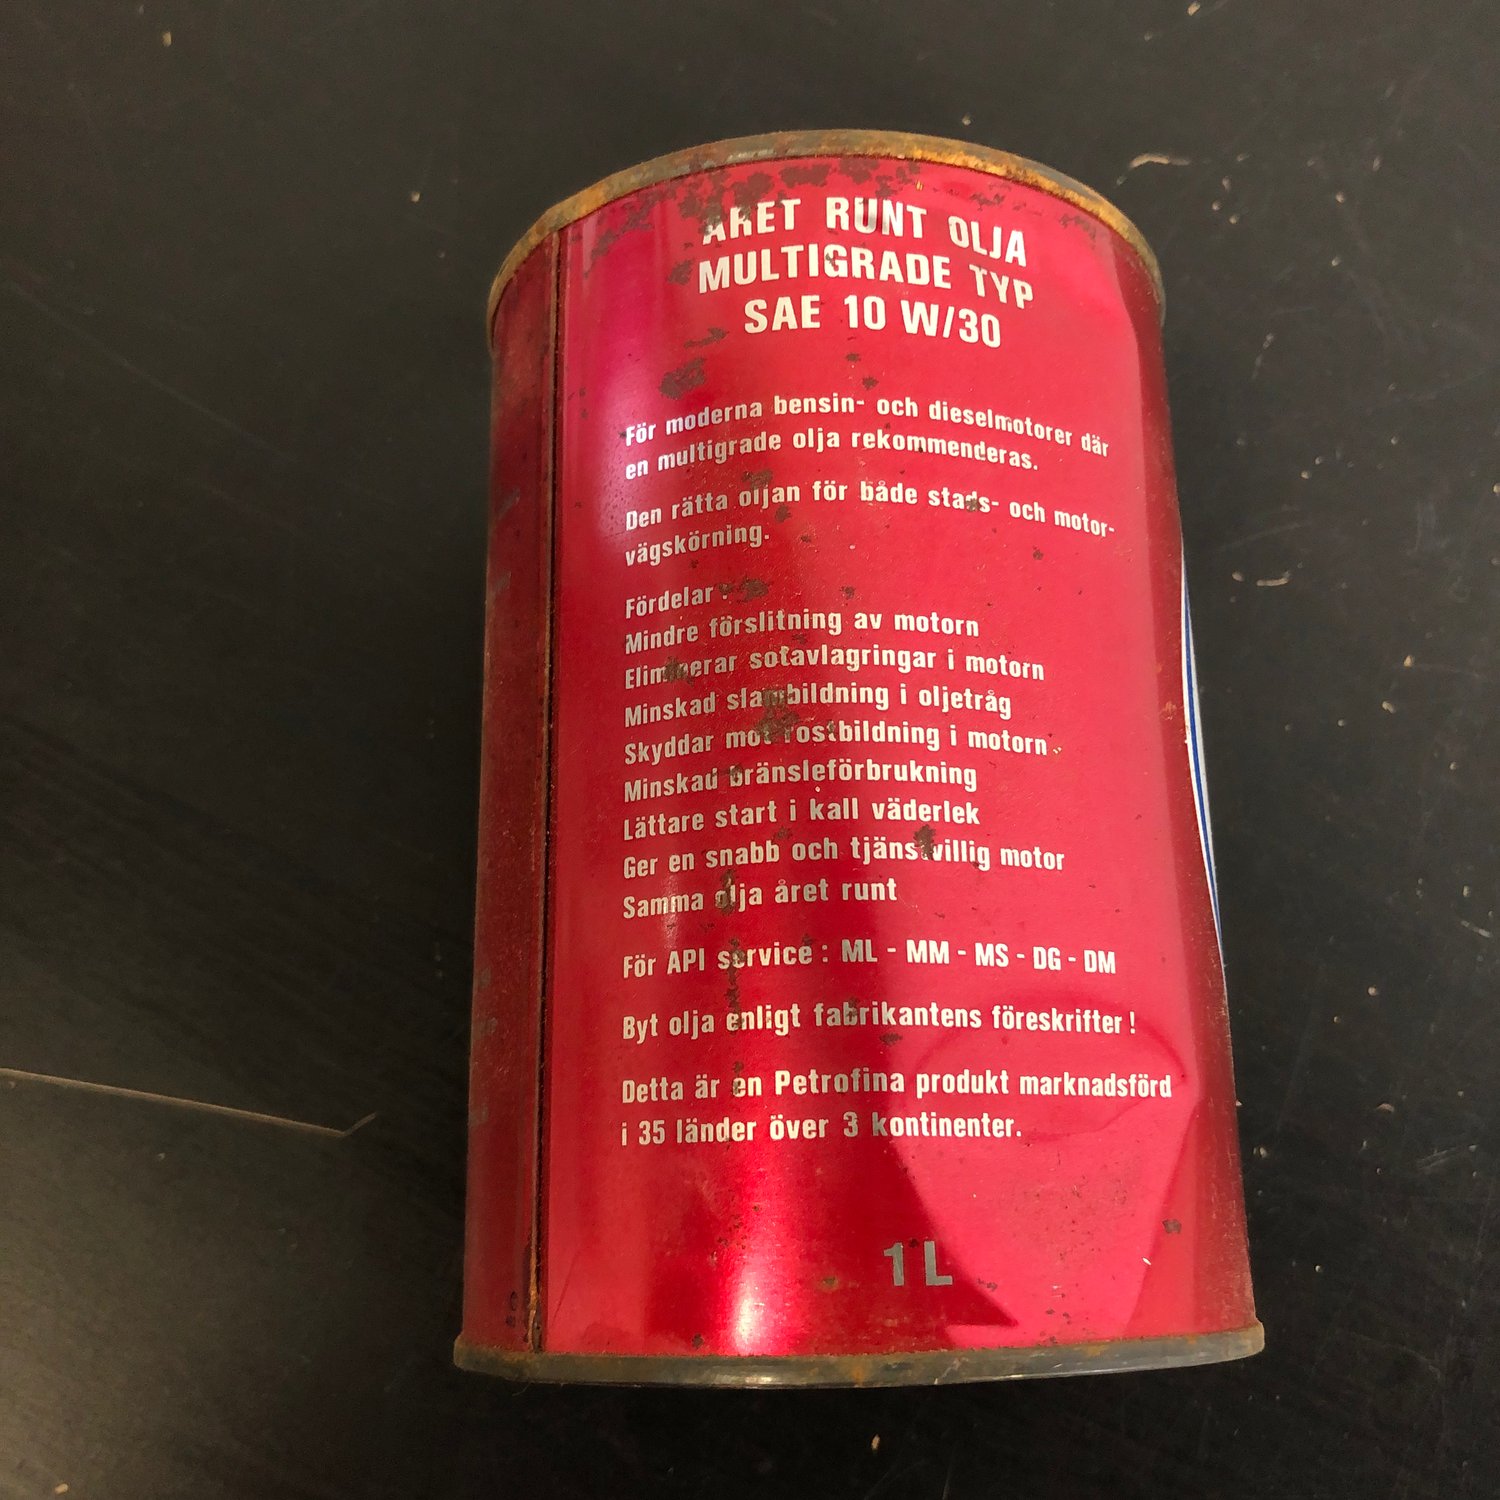 ÅRET RUNT OLJA
MULTIGRADE TYP
SAE 10 W/30
För moderna bensin- och dieselmotorer där
en multigrade olja rekommenderas.
Den rätta oljan för både stads- och motor-
vägskörning.
Fördelar:
Mindre förslitning av motorn
Eliminerar sotavlagringar i motorn
Minskad slambildning i oljetråg
Skyddar mot rostbildning i motorn.
Minskad bränsleförbrukning
Lättare start i kall väderlek
Ger en snabb och tjänstvillig motor
Samma olja året runt
För API service : ML - MM - MS - DG - DM
Byt olja enligt fabrikantens föreskrifter !
Detta är en Petrofina produkt marknadsförd
i 35 länder över 3 kontinenter.
1 L